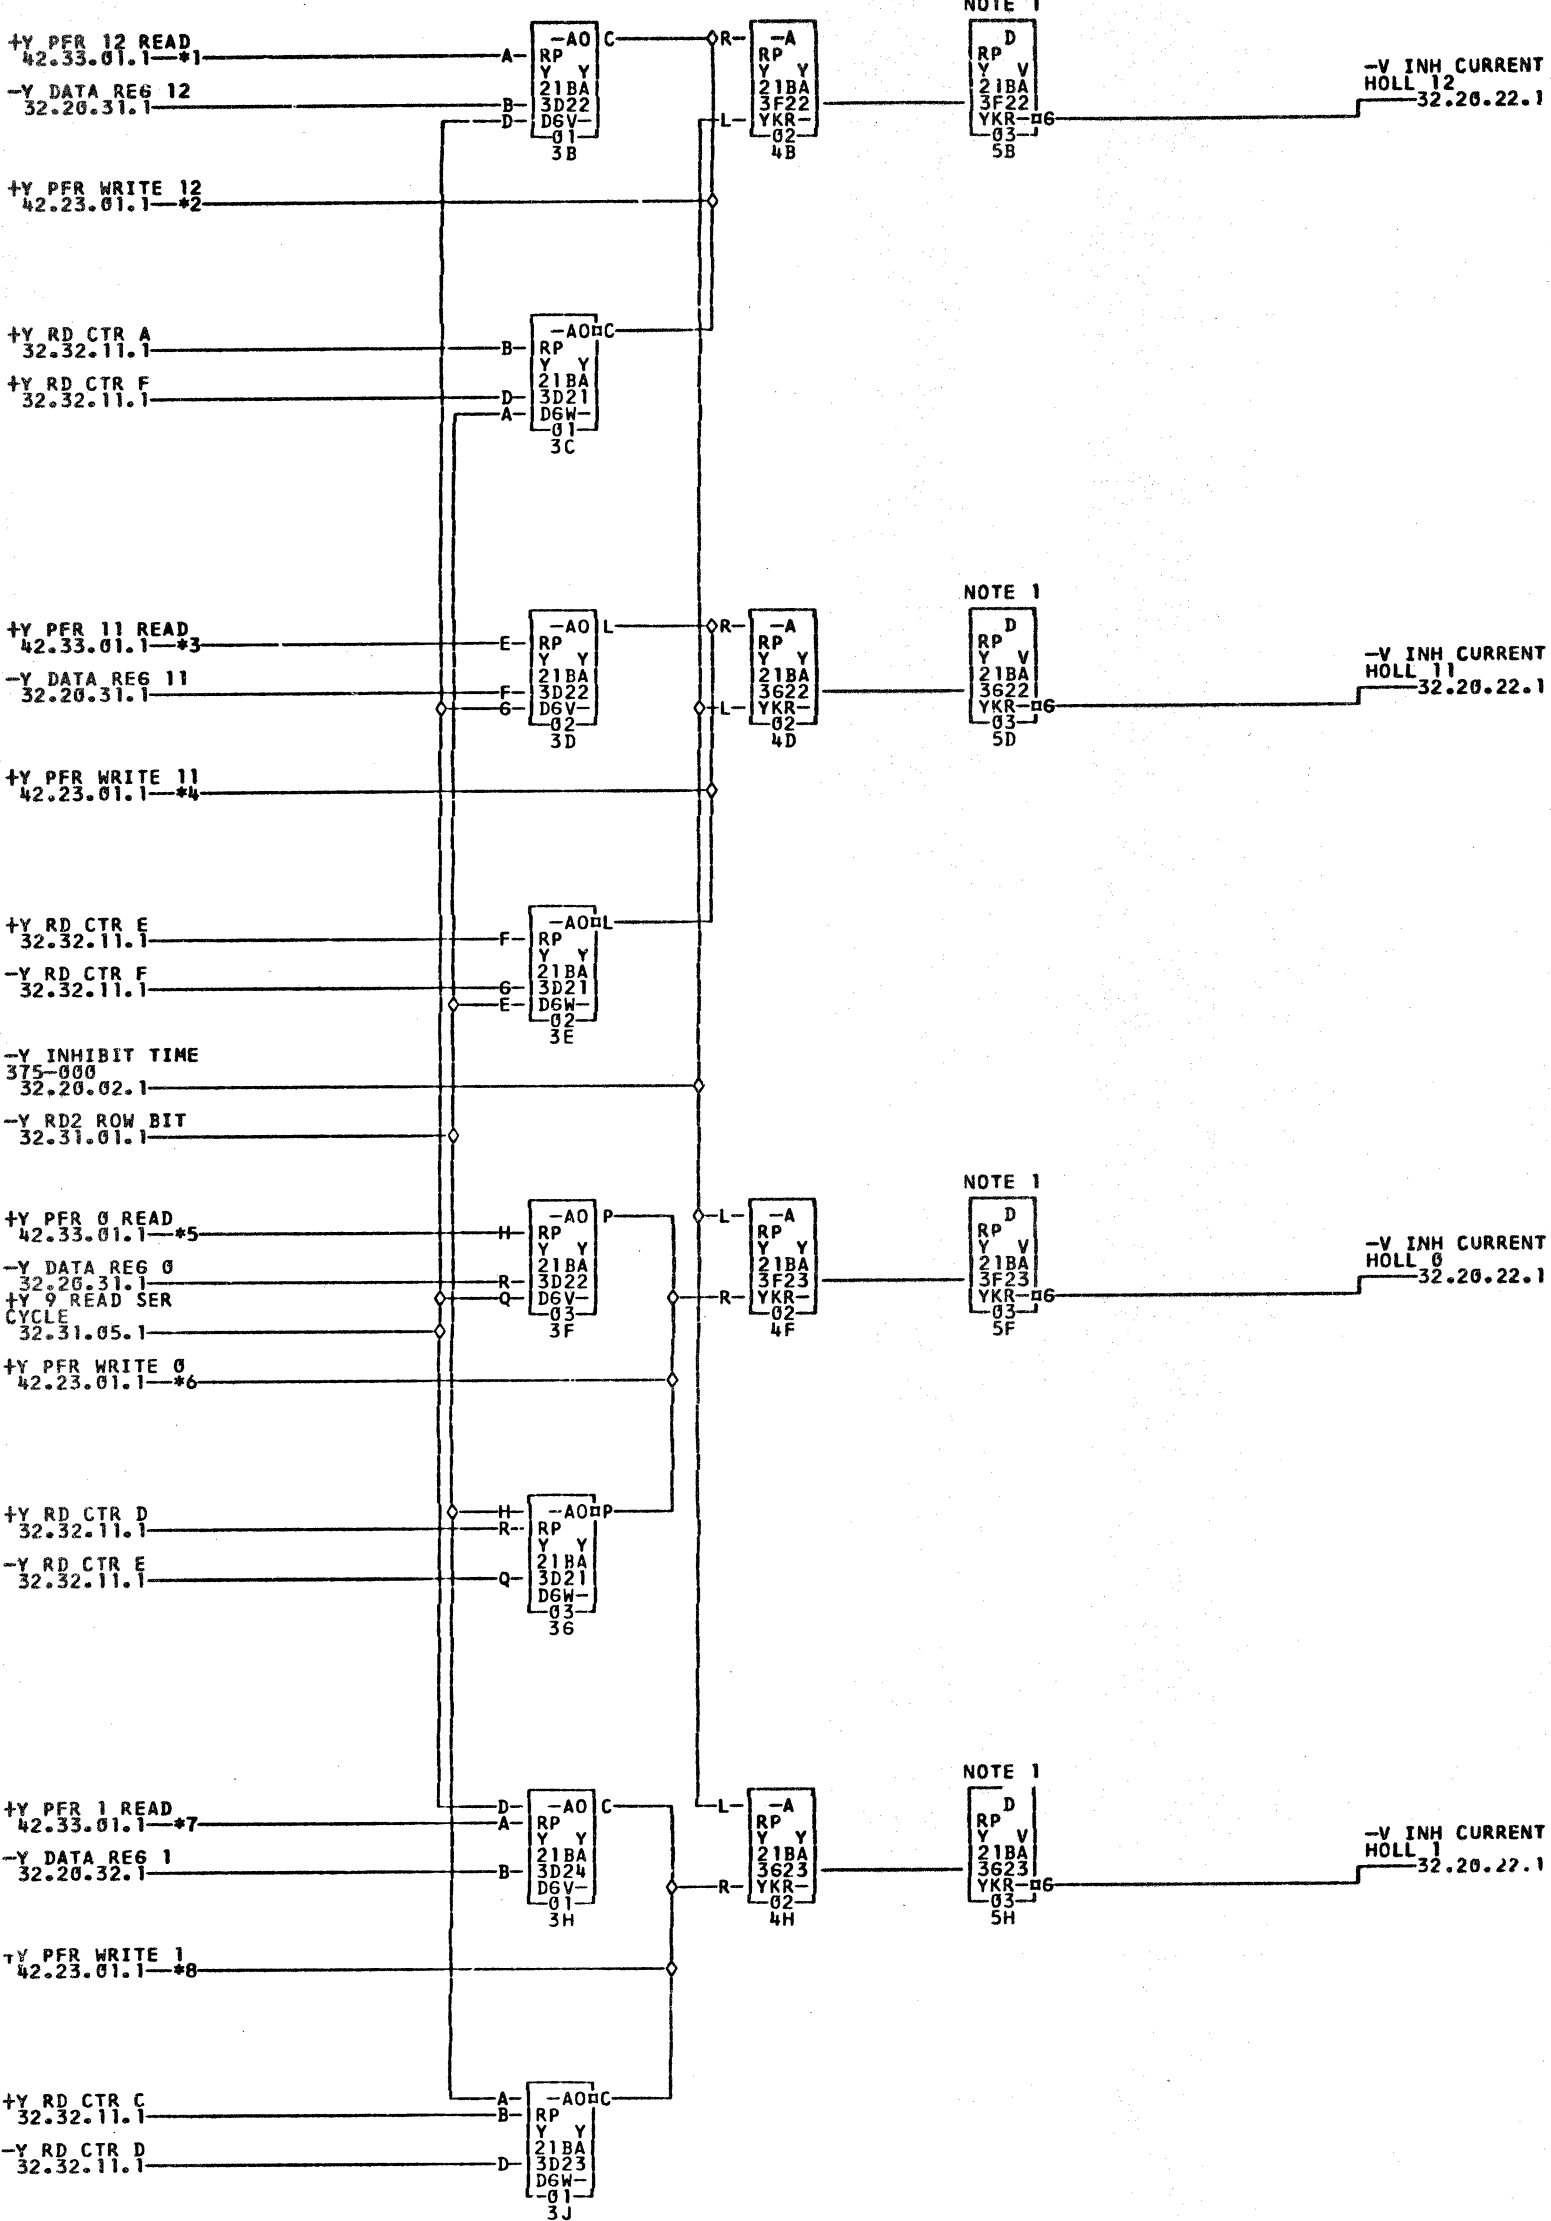 NOTE 1
+Y PFR 12 READ
42.33.01.1—*1
-Y DATA REG 12
32.20.31.1
A
B
D
-AO C
RP
Y Y
21BA
3D22
D6V-
01
3B
R
L
-A
RP
Y Y
21BA
3F22
YKR-
02
4B
D
RP
Y V
21BA
3F22
YKR-¤G
03
5B
-V INH CURRENT
HOLL 12
32.20.22.1
+Y PFR WRITE 12
42.23.01.1—*2
+Y RD CTR A
32.32.11.1
+Y RD CTR F
32.32.11.1
B
D
A
-AO¤C
RP
Y Y
21BA
3D21
D6W-
01
3C
NOTE 1
+Y PFR 11 READ
42.33.01.1—*3
-Y DATA REG 11
32.20.31.1
E
F
G
-AO L
RP
Y Y
21BA
3D22
D6V-
02
3D
R
L
-A
RP
Y Y
21BA
3G22
YKR-
02
4D
D
RP
Y V
21BA
3G22
YKR-¤G
03
5D
-V INH CURRENT
HOLL 11
32.20.22.1
+Y PFR WRITE 11
42.23.01.1—*4
+Y RD CTR E
32.32.11.1
-Y RD CTR F
32.32.11.1
F
G
E
-AO¤L
RP
Y Y
21BA
3D21
D6W-
02
3E
-Y INHIBIT TIME
375-000
32.20.02.1
-Y RD2 ROW BIT
32.31.01.1
NOTE 1
+Y PFR 0 READ
42.33.01.1—*5
-Y DATA REG 0
32.20.31.1
+Y 9 READ SER
CYCLE
32.31.05.1
H
R
Q
-AO P
RP
Y Y
21BA
3D22
D6V-
03
3F
L
R
-A
RP
Y Y
21BA
3F23
YKR-
02
4F
D
RP
Y V
21BA
3F23
YKR-¤G
03
5F
-V INH CURRENT
HOLL 0
32.20.22.1
+Y PFR WRITE 0
42.23.01.1—*6
+Y RD CTR D
32.32.11.1
-Y RD CTR E
32.32.11.1
H
R
Q
-AO¤P
RP
Y Y
21BA
3D21
D6W-
03
3G
NOTE 1
+Y PFR 1 READ
42.33.01.1—*7
-Y DATA REG 1
32.20.32.1
D
A
B
-AO C
RP
Y Y
21BA
3D24
D6V-
01
3H
L
R
-A
RP
Y Y
21BA
3G23
YKR-
02
4H
D
RP
Y V
21BA
3G23
YKR-¤G
03
5H
-V INH CURRENT
HOLL 1
32.20.22.1
+Y PFR WRITE 1
42.23.01.1—*8
+Y RD CTR C
32.32.11.1
-Y RD CTR D
32.32.11.1
A
B
D
-AO¤C
RP
Y Y
21BA
3D23
D6W-
01
3J